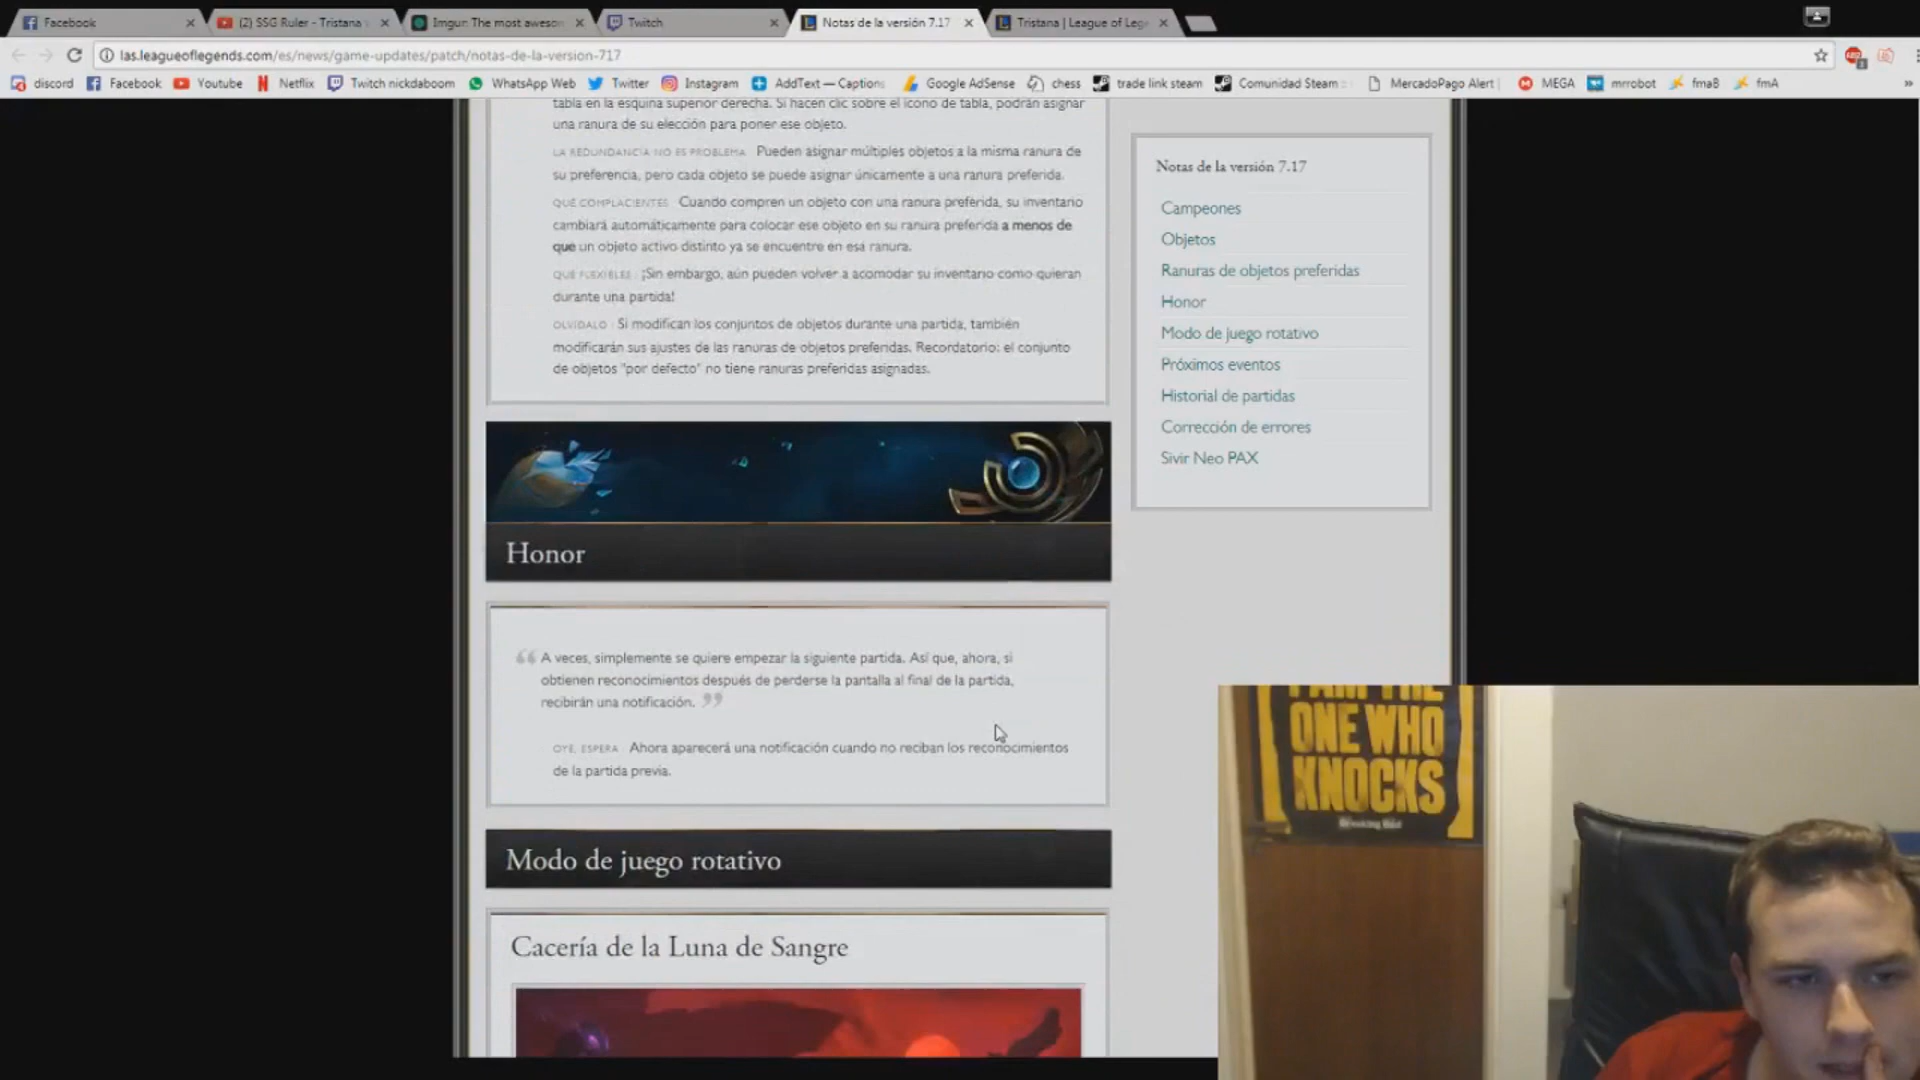 Facebook
(2) SSG Ruler - Tristana
Imgur: The most aweson
Twitch
Notas de la versión 7.17
Tristana | League of Leg
las.leagueoflegends.com/es/news/game-updates/patch/notas-de-la-version-717
discord
Facebook
Youtube
Netflix
Twitch nickdaboom
WhatsApp Web
Twitter
Instagram
AddText — Captions
Google AdSense
chess
trade link steam
Comunidad Steam ::
MercadoPago Alert
MEGA
mrrobot
fmaB
fmA
»
tabla en la esquina superior derecha. Si hacen clic sobre el icono de tabla, podrán asignar
una ranura de su elección para poner ese objeto.
LA REDUNDANCIA NO ES PROBLEMA Pueden asignar múltiples objetos a la misma ranura de
su preferencia, pero cada objeto se puede asignar únicamente a una ranura preferida.
QUÉ COMPLACIENTES Cuando compren un objeto con una ranura preferida, su inventario
cambiará automáticamente para colocar ese objeto en su ranura preferida a menos de
que un objeto activo distinto ya se encuentre en esa ranura.
QUÉ FLEXIBLES ¡Sin embargo, aún pueden volver a acomodar su inventario como quieran
durante una partida!
OLVÍDALO Si modifican los conjuntos de objetos durante una partida, también
modificarán sus ajustes de las ranuras de objetos preferidas. Recordatorio: el conjunto
de objetos "por defecto" no tiene ranuras preferidas asignadas.
Honor
“ A veces, simplemente se quiere empezar la siguiente partida. Así que, ahora, si
obtienen reconocimientos después de perderse la pantalla al final de la partida,
recibirán una notificación. ”
OYE, ESPERA Ahora aparecerá una notificación cuando no reciban los reconocimientos
de la partida previa.
Modo de juego rotativo
Cacería de la Luna de Sangre
Notas de la versión 7.17
Campeones
Objetos
Ranuras de objetos preferidas
Honor
Modo de juego rotativo
Próximos eventos
Historial de partidas
Corrección de errores
Sivir Neo PAX
I AM THE
ONE WHO
KNOCKS
Breaking Bad